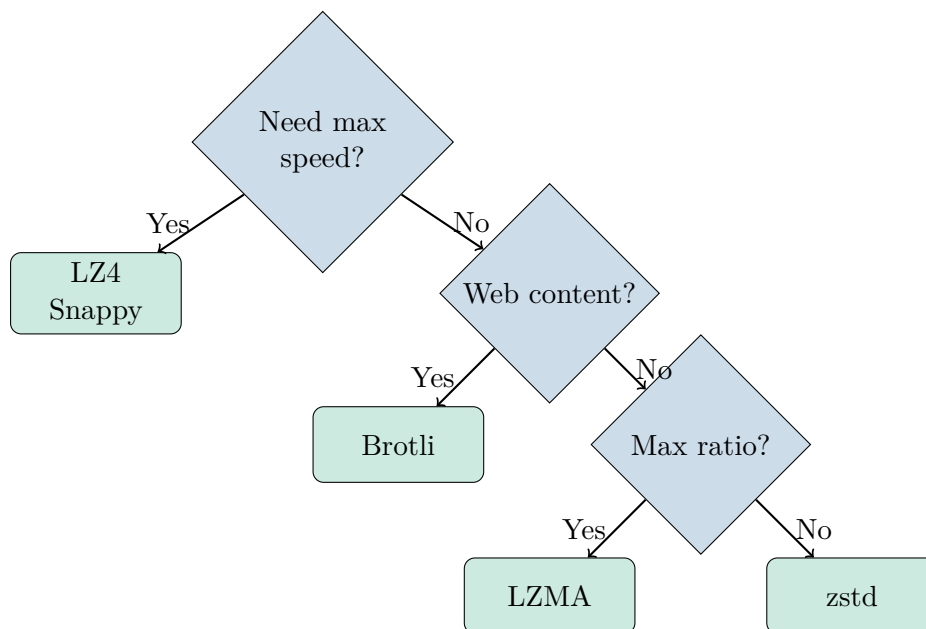 Need max
speed?
Yes
No
LZ4
Snappy
Web content?
Yes
No
Brotli
Max ratio?
Yes
No
LZMA
zstd